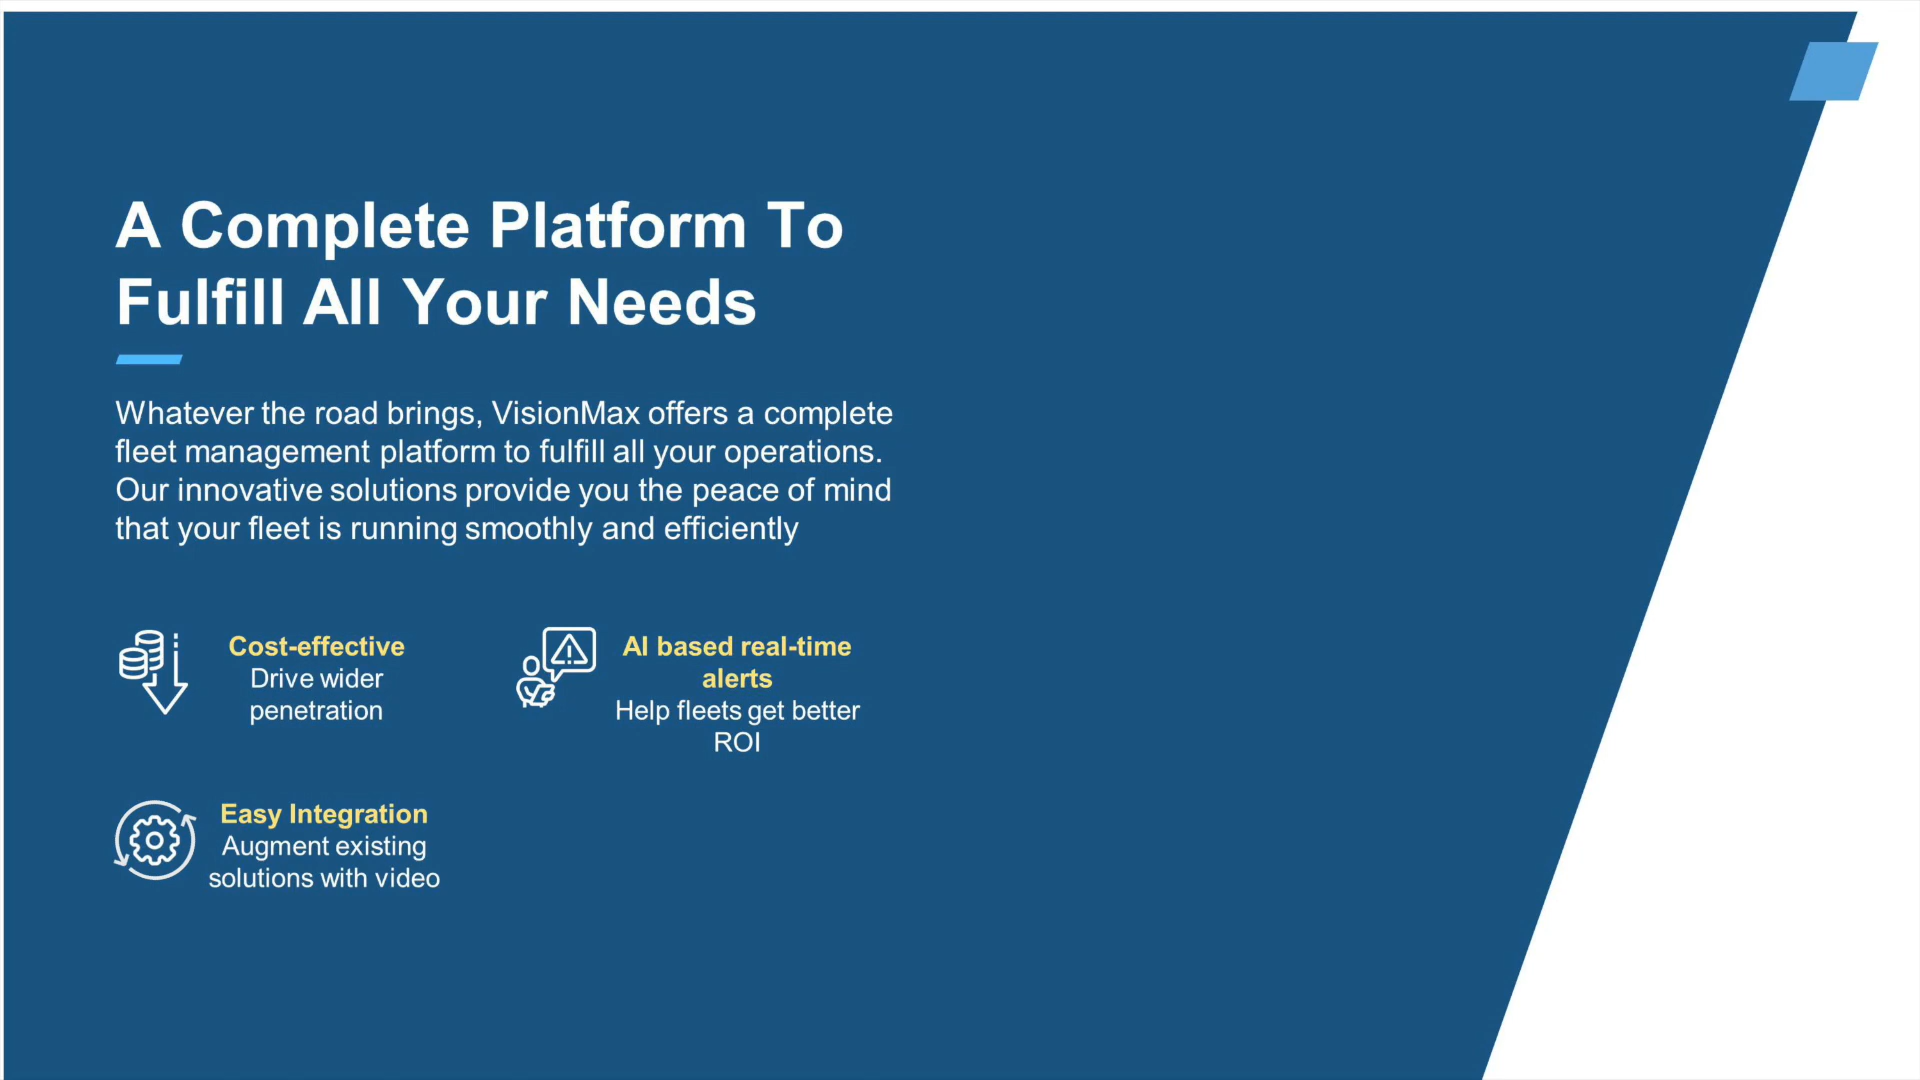 A Complete Platform To
Fulfill All Your Needs
Whatever the road brings, VisionMax offers a complete
fleet management platform to fulfill all your operations.
Our innovative solutions provide you the peace of mind
that your fleet is running smoothly and efficiently
Cost-effective
Drive wider
penetration
AI based real-time
alerts
Help fleets get better
ROI
Easy Integration
Augment existing
solutions with video